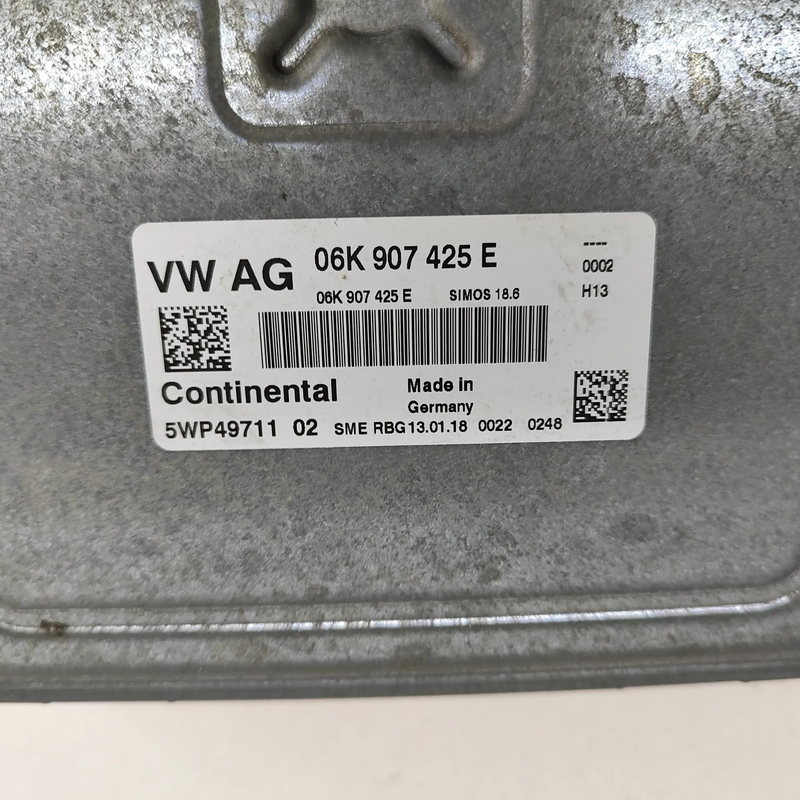 VW AG 06K 907 425 E ----
0002
06K 907 425 E SIMOS 18.6 H13
Continental Made in
Germany
5WP49711 02 SME RBG13.01.18 0022 0248